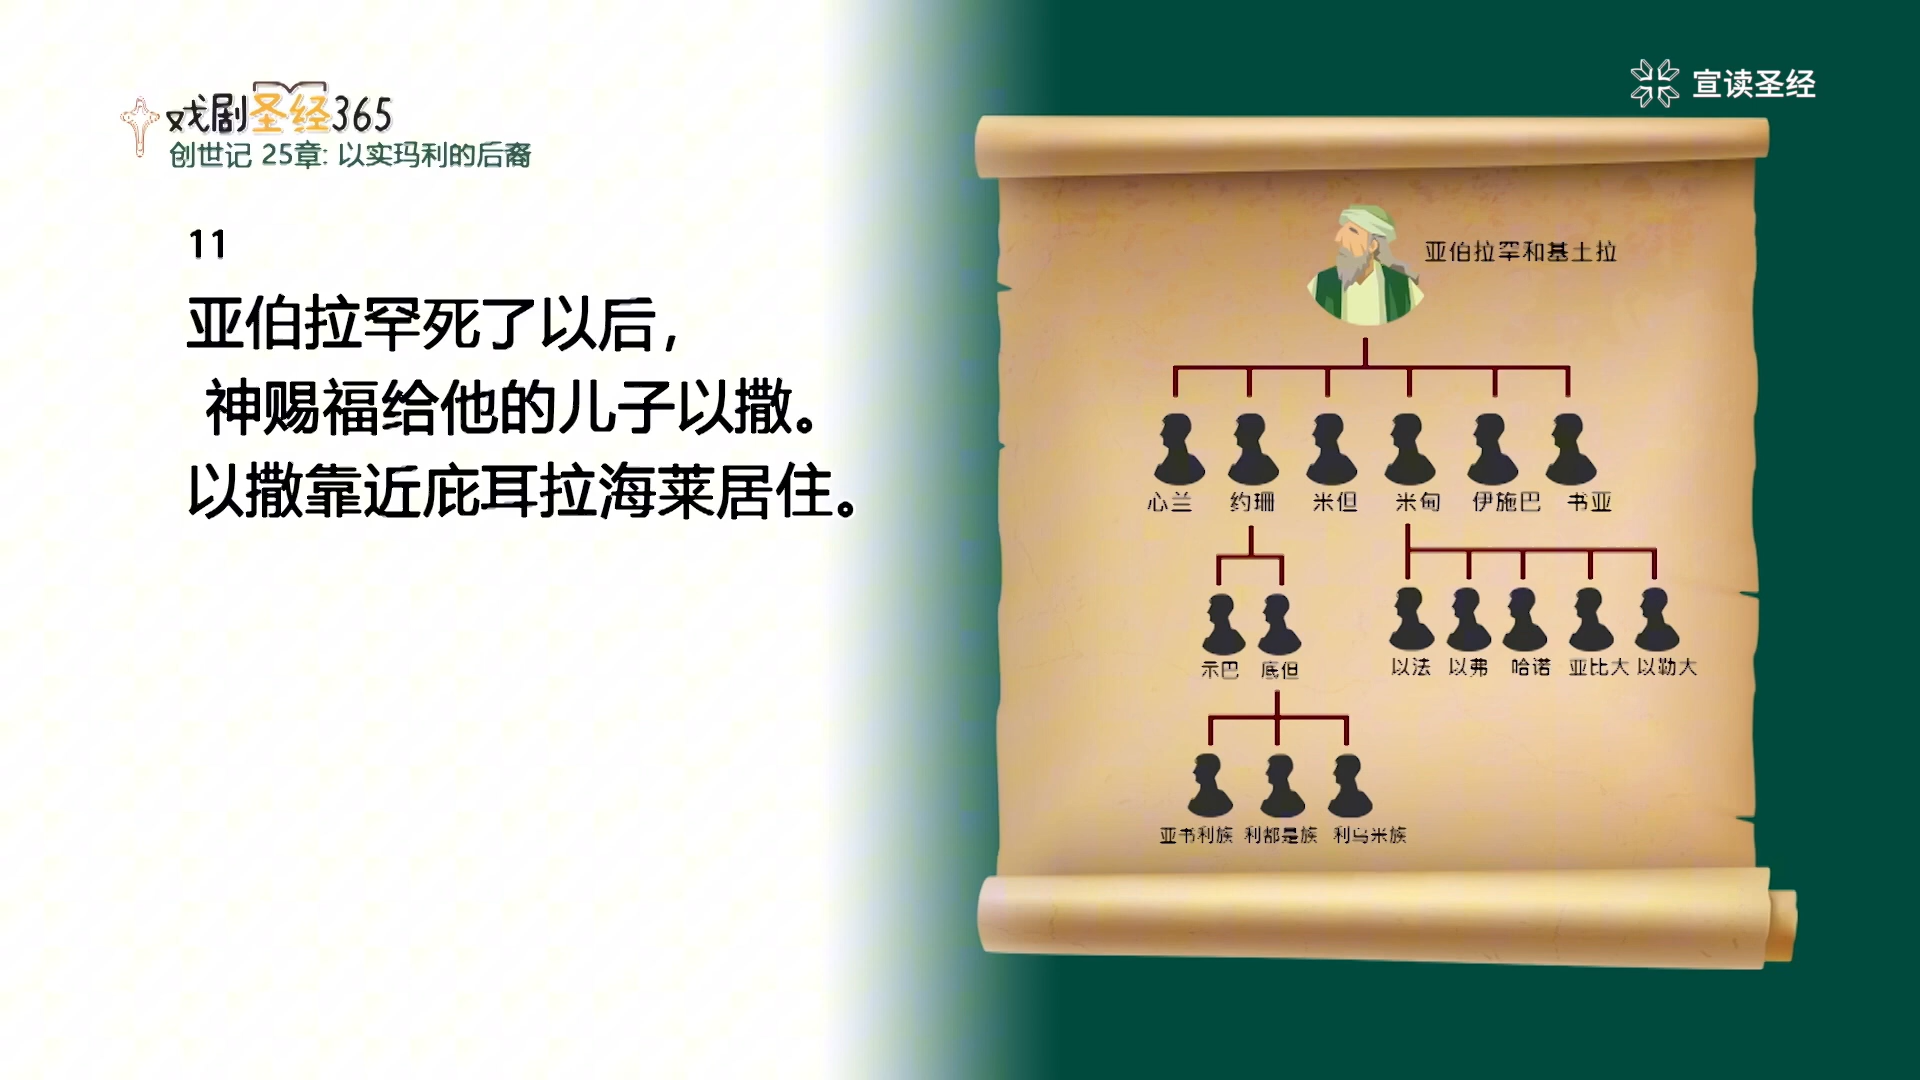 戏剧圣经365
创世记 25章: 以实玛利的后裔
宣读圣经
11
亚伯拉罕死了以后，
神赐福给他的儿子以撒。
以撒靠近庇耳拉海莱居住。
亚伯拉罕和基土拉
心兰 约珊 米但 米甸 伊施巴 书亚
示巴 底但 以法 以弗 哈诺 亚比大 以勒大
亚书利族 利都是族 利乌米族